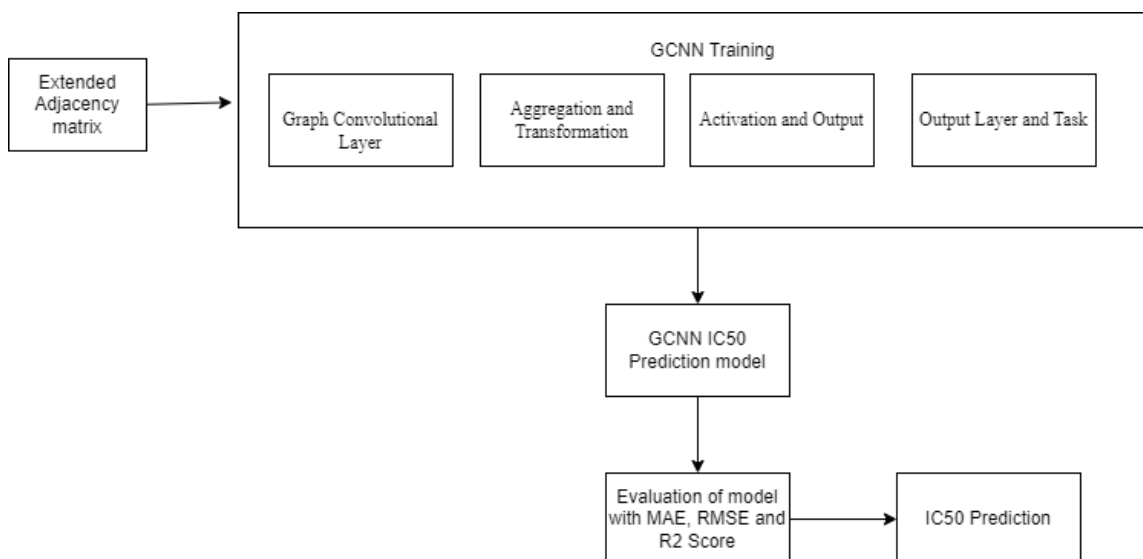 GCNN Training
Extended
Adjacency
matrix
Graph Convolutional
Layer
Aggregation and
Transformation
Activation and Output
Output Layer and Task
GCNN IC50
Prediction model
Evaluation of model
with MAE, RMSE and
R2 Score
IC50 Prediction